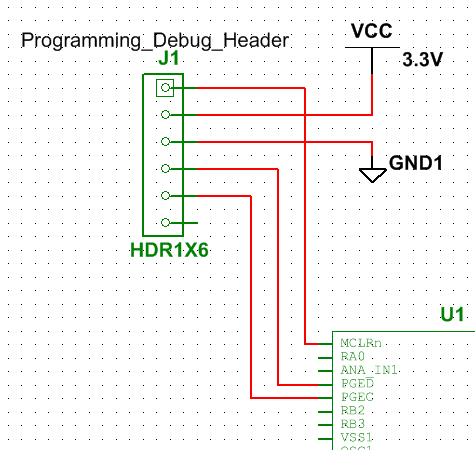 Programming_Debug_Header
J1
VCC
3.3V
GND1
HDR1X6
U1
MCLRn
RA0
ANA_IN1
PGED
PGEC
RB2
RB3
VSS1